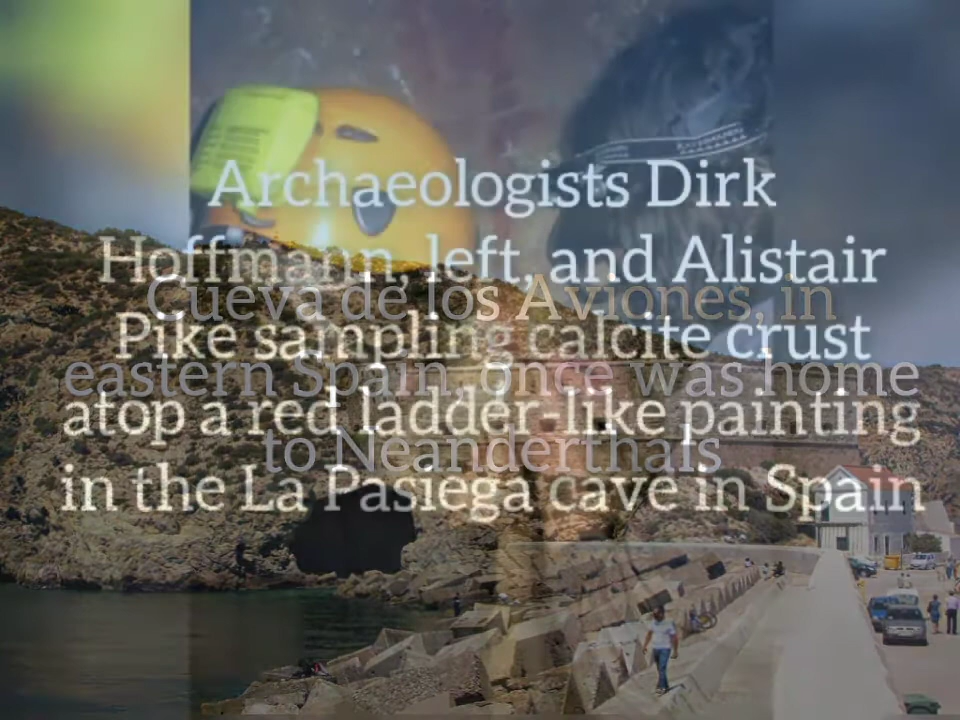 Archaeologists Dirk
Hoffmann, left, and Alistair
Pike sampling calcite crust
atop a red ladder-like painting
in the La Pasiega cave in Spain
Cueva de los Aviones, in
eastern Spain, once was home
to Neanderthals